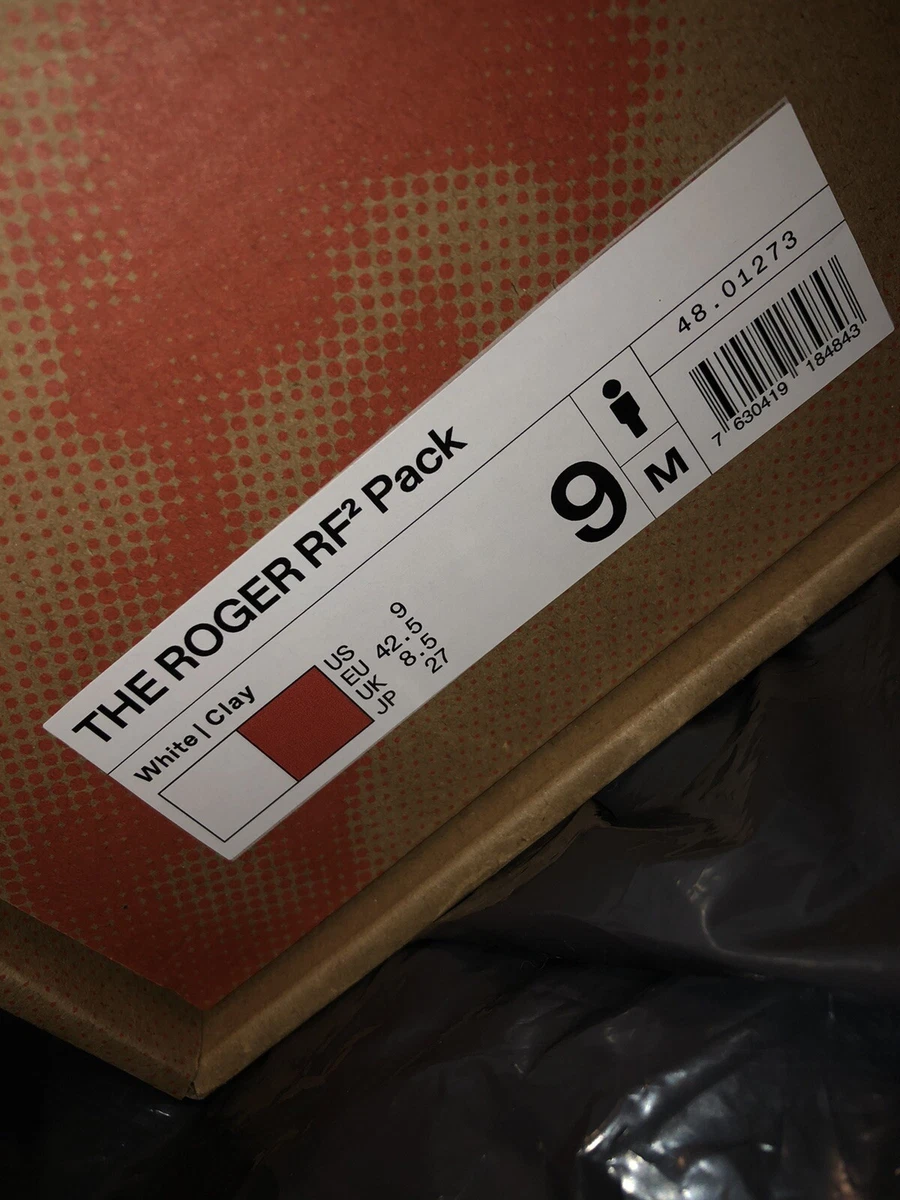 THE ROGER RF² Pack
White | Clay
US 9
EU 42.5
UK 8.5
JP 27
9
M
48.01273
7 630419 184843